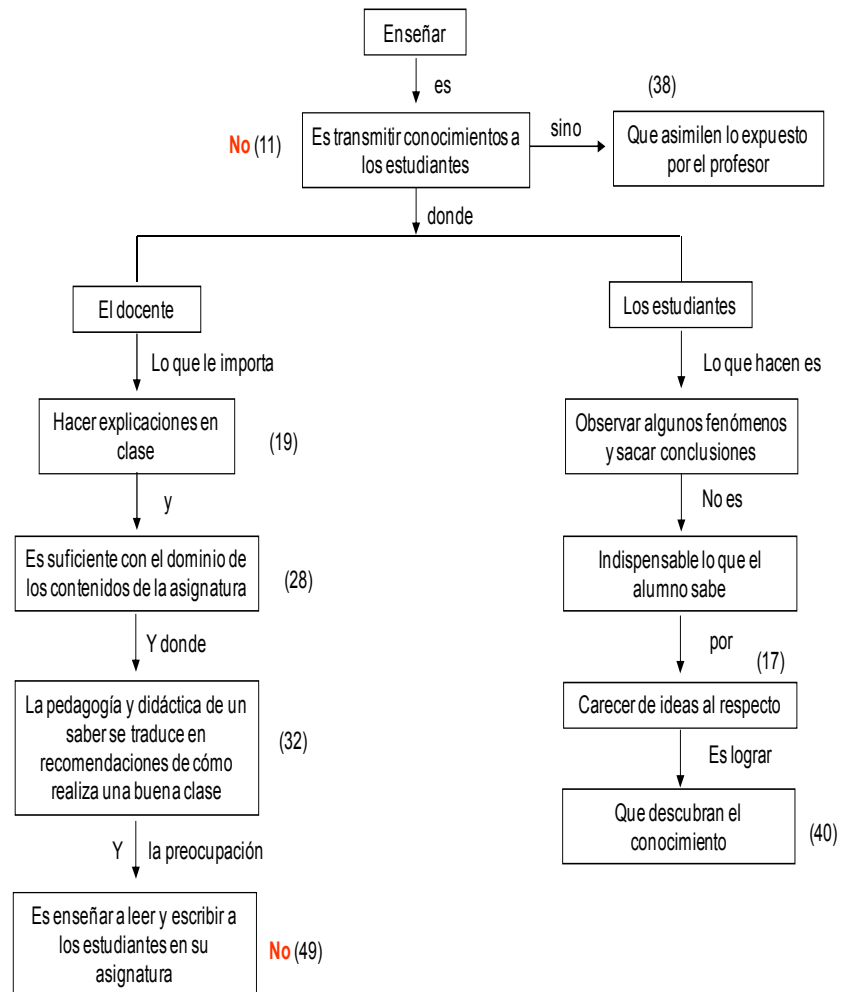 Enseñar
es
(38)
No (11)
Es transmitir conocimientos a
los estudiantes
sino
Que asimilen lo expuesto
por el profesor
donde
El docente
Los estudiantes
Lo que le importa
Lo que hacen es
Hacer explicaciones en
clase
(19)
Observar algunos fenómenos
y sacar conclusiones
y
No es
Es suficiente con el dominio de
los contenidos de la asignatura
(28)
Indispensable lo que el
alumno sabe
Y donde
por
(17)
La pedagogía y didáctica de un
saber se traduce en
recomendaciones de cómo
realiza una buena clase
(32)
Carecer de ideas al respecto
Es lograr
Que descubran el
conocimiento
(40)
Y la preocupación
Es enseñar a leer y escribir a
los estudiantes en su
asignatura
No (49)